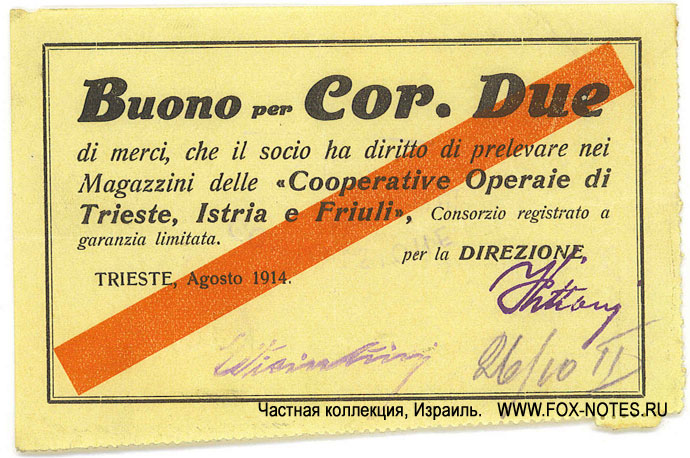 Buono per Cor. Due
di merci, che il socio ha diritto di prelevare nei
Magazzini delle «Cooperative Operaie di
Trieste, Istria e Friuli», Consorzio registrato a
garanzia limitata.
per la DIREZIONE,
TRIESTE, Agosto 1914.
26/10 II
Частная коллекция, Израиль. WWW.FOX-NOTES.RU